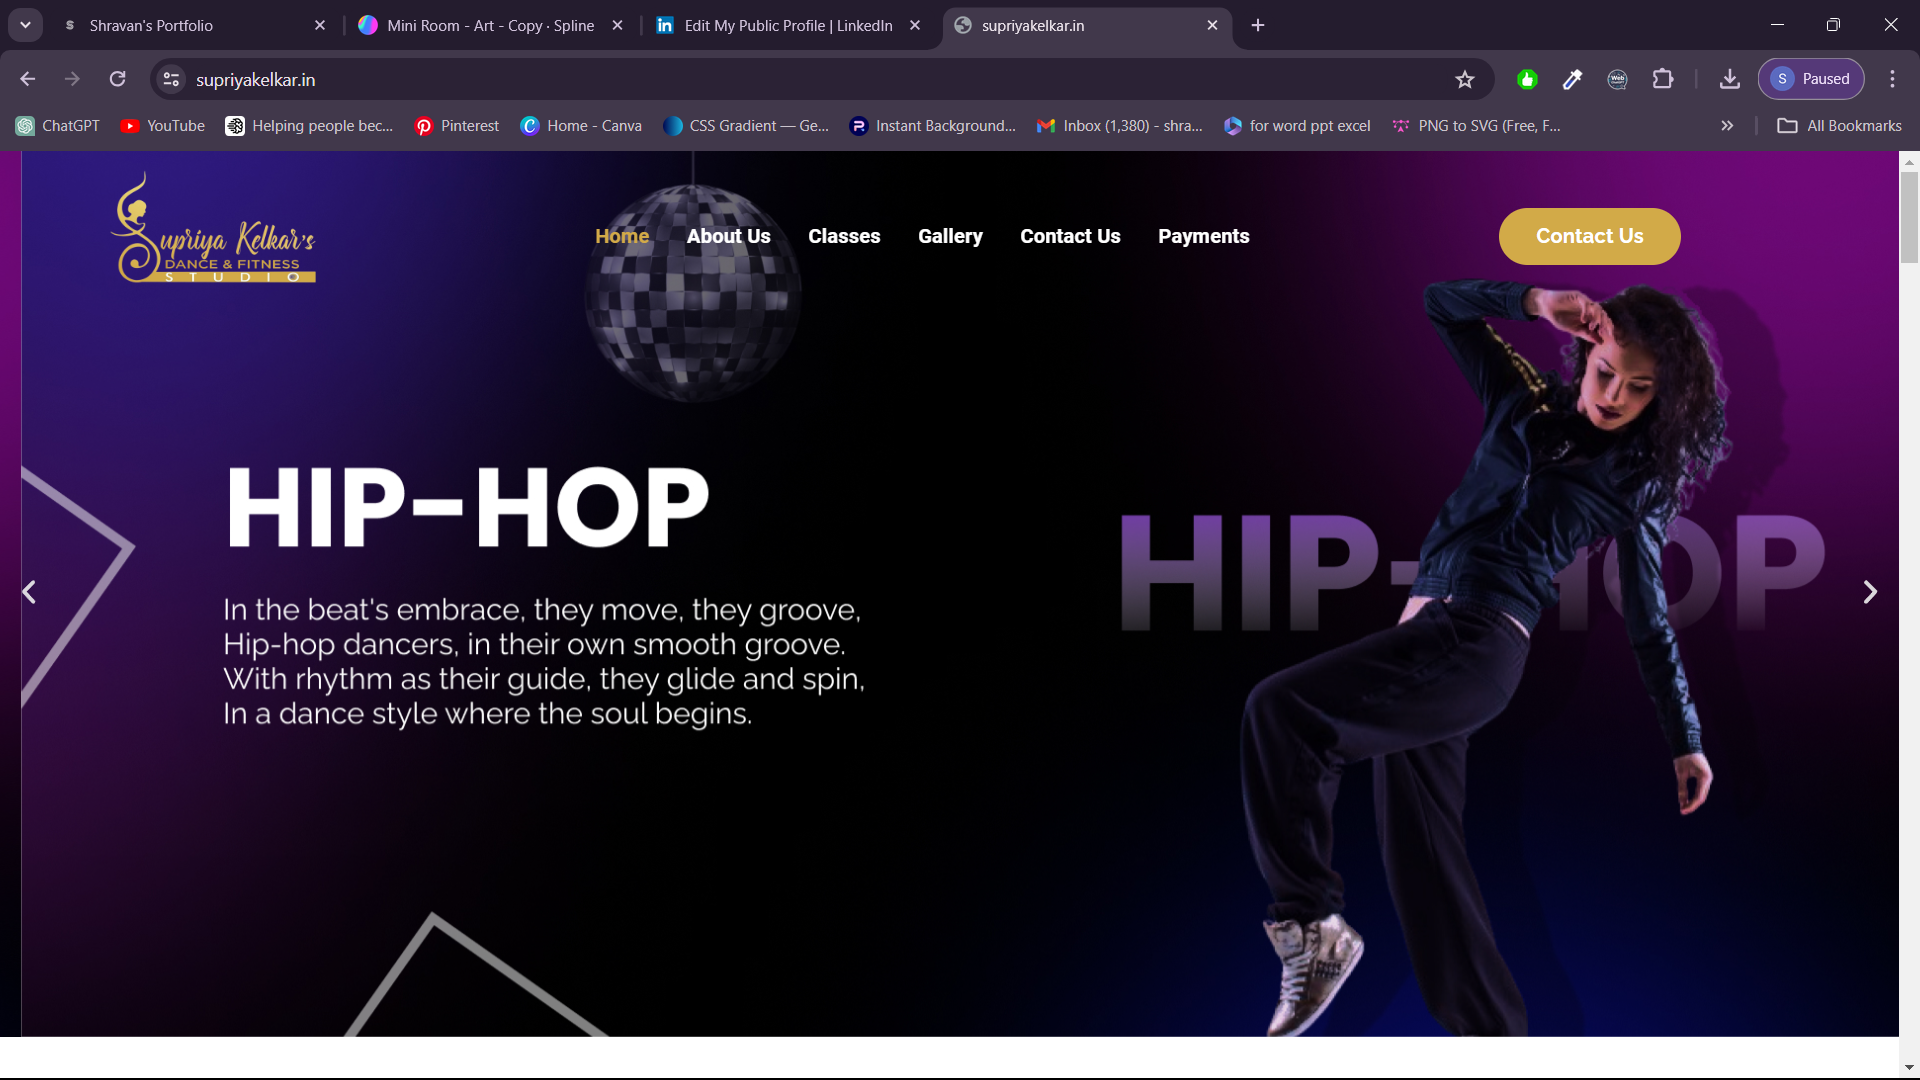 Shravan's Portfolio
Mini Room - Art - Copy · Spline
Edit My Public Profile | LinkedIn
supriyakelkar.in
supriyakelkar.in
S Paused
ChatGPT
YouTube
Helping people bec...
Pinterest
Home - Canva
CSS Gradient — Ge...
Instant Background...
Inbox (1,380) - shra...
for word ppt excel
PNG to SVG (Free, F...
All Bookmarks
Supriya Kelkar's
DANCE & FITNESS
STUDIO
Home
About Us
Classes
Gallery
Contact Us
Payments
Contact Us
HIP-HOP
In the beat's embrace, they move, they groove,
Hip-hop dancers, in their own smooth groove.
With rhythm as their guide, they glide and spin,
In a dance style where the soul begins.
HIP-HOP